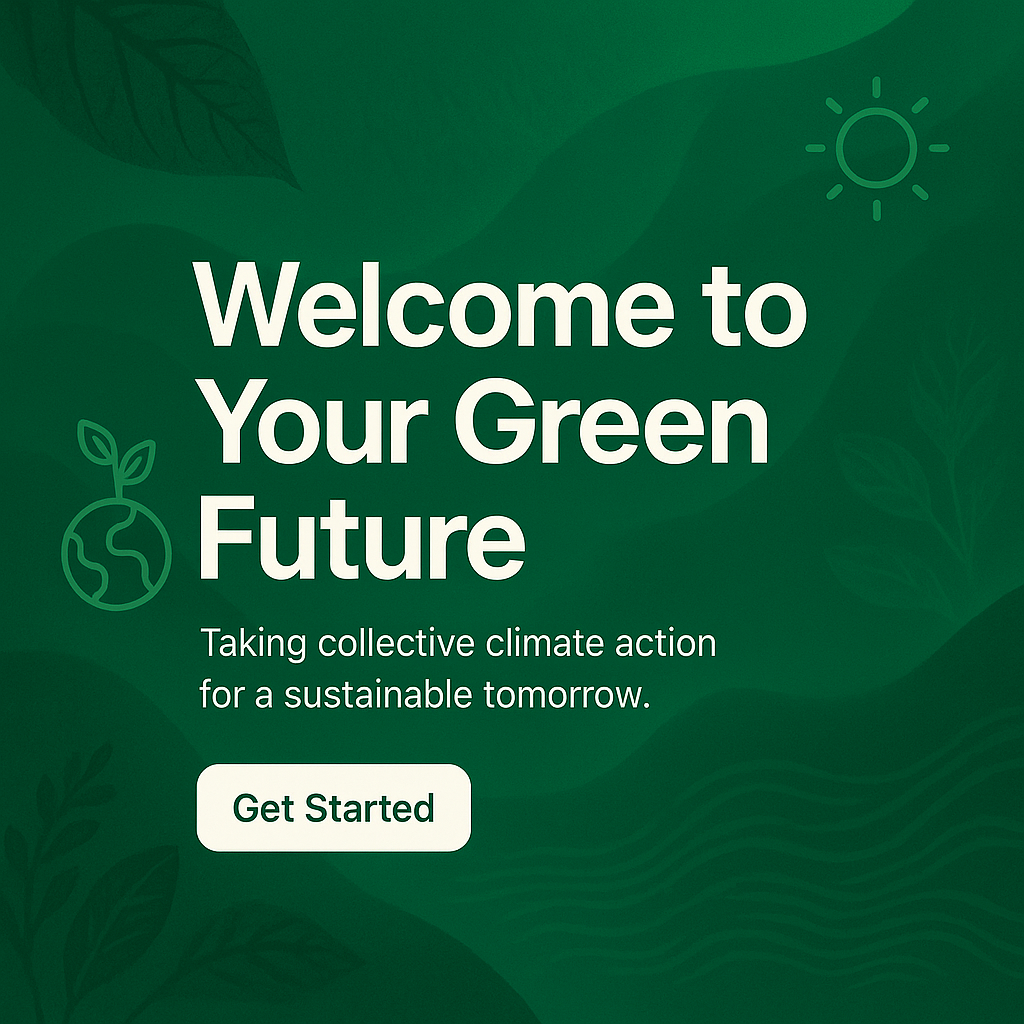 Welcome to
Your Green
Future
Taking collective climate action
for a sustainable tomorrow.
Get Started